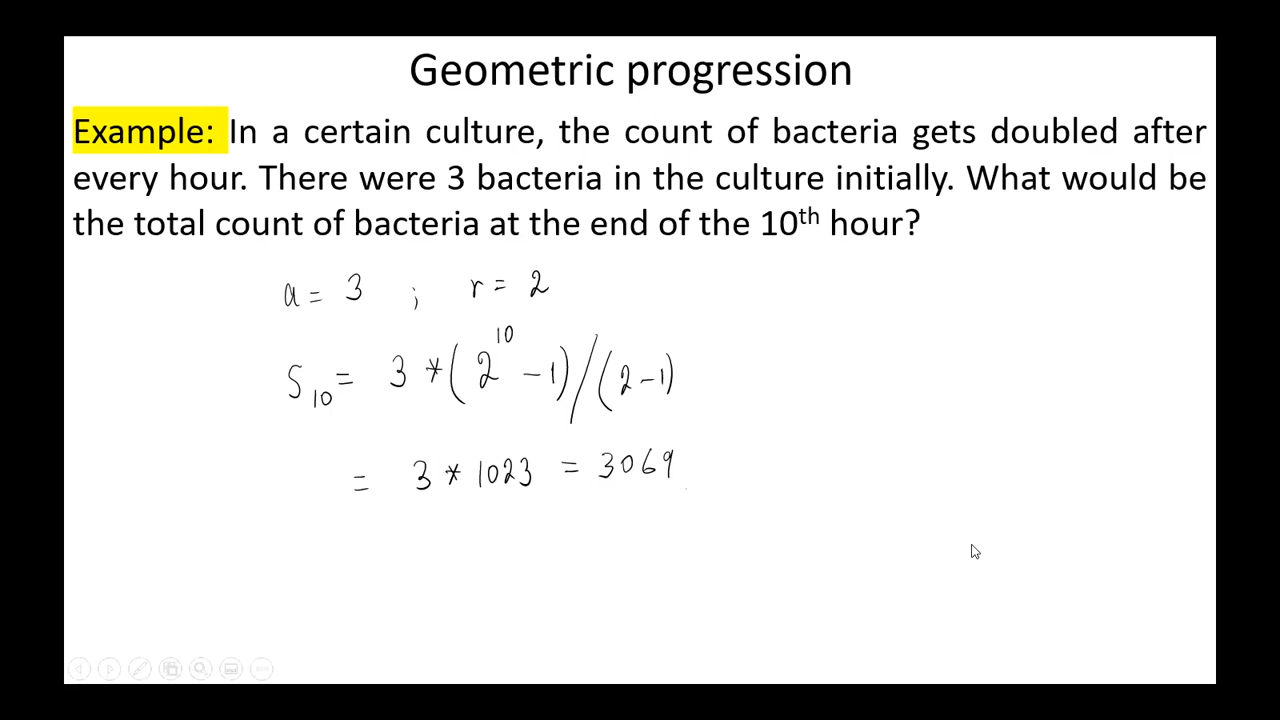 Geometric progression
Example: In a certain culture, the count of bacteria gets doubled after
every hour. There were 3 bacteria in the culture initially. What would be
the total count of bacteria at the end of the 10th hour?
a = 3 ; r = 2
S10 = 3 * (2^10 - 1)/(2-1)
= 3 * 1023 = 3069